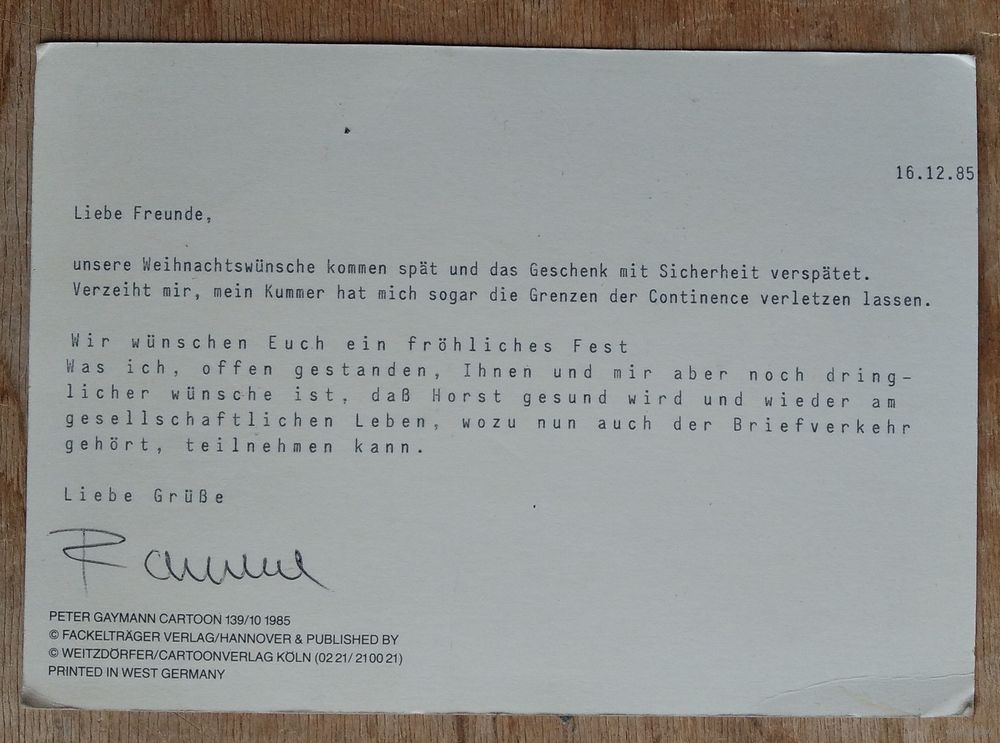 16.12.85
Liebe Freunde,
unsere Weihnachtswünsche kommen spät und das Geschenk mit Sicherheit verspätet.
Verzeiht mir, mein Kummer hat mich sogar die Grenzen der Continence verletzen lassen.
Wir wünschen Euch ein fröhliches Fest
Was ich, offen gestanden, Ihnen und mir aber noch dring-
licher wünsche ist, daß Horst gesund wird und wieder am
gesellschaftlichen Leben, wozu nun auch der Briefverkehr
gehört, teilnehmen kann.
Liebe Grüße
PETER GAYMANN CARTOON 139/10 1985
© FACKELTRÄGER VERLAG/HANNOVER & PUBLISHED BY
© WEITZDÖRFER/CARTOONVERLAG KÖLN (02 21/ 2100 21)
PRINTED IN WEST GERMANY